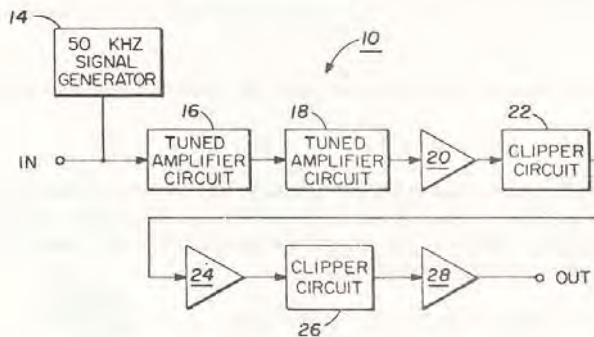 14
50 KHZ
SIGNAL
GENERATOR
10
16
18
22
IN
TUNED
AMPLIFIER
CIRCUIT
TUNED
AMPLIFIER
CIRCUIT
20
CLIPPER
CIRCUIT
24
CLIPPER
CIRCUIT
28
OUT
26